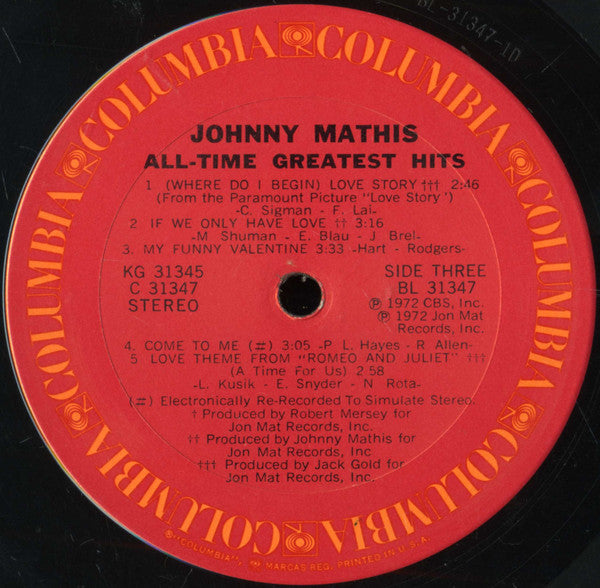 BL-31347-1D
COLUMBIA COLUMBIA COLUMBIA COLUMBIA COLUMBIA COLUMBIA
JOHNNY MATHIS
ALL-TIME GREATEST HITS
1 (WHERE DO I BEGIN) LOVE STORY ††† 2:46
(From the Paramount Picture "Love Story')
-C. Sigman - F. Lai-
2 IF WE ONLY HAVE LOVE †† 3:16
-M Shuman - E. Blau - J Brel-
3. MY FUNNY VALENTINE 3:33 -Hart - Rodgers-
KG 31345
C 31347
STEREO
SIDE THREE
BL 31347
Ⓟ 1972 CBS, Inc.
Ⓟ 1972 Jon Mat
Records, Inc.
4. COME TO ME (#) 3:05 -P L. Hayes - R Allen-
5 LOVE THEME FROM "ROMEO AND JULIET" †††
(A Time For Us) 2 58
-L. Kusik - E. Snyder - N Rota-
(#) Electronically Re-Recorded To Simulate Stereo.
† Produced by Robert Mersey for
Jon Mat Records, Inc.
†† Produced by Johnny Mathis for
Jon Mat Records, Inc
††† Produced by Jack Gold for
Jon Mat Records, Inc.
®"COLUMBIA", MARCAS REG. PRINTED IN U.S.A.